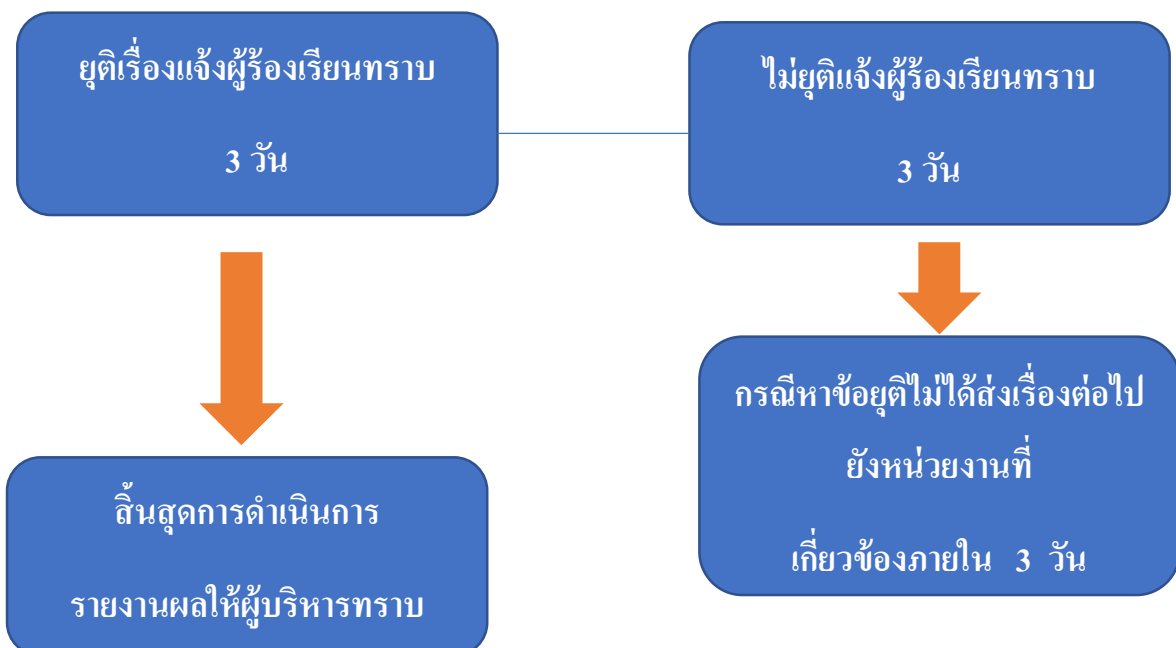 ยุติเรื่องแจ้งผู้ร้องเรียนทราบ
3 วัน
ไม่ยุติแจ้งผู้ร้องเรียนทราบ
3 วัน
สิ้นสุดการดำเนินการ
รายงานผลให้ผู้บริหารทราบ
กรณีหาข้อยุติไม่ได้ส่งเรื่องต่อไป
ยังหน่วยงานที่
เกี่ยวข้องภายใน 3 วัน